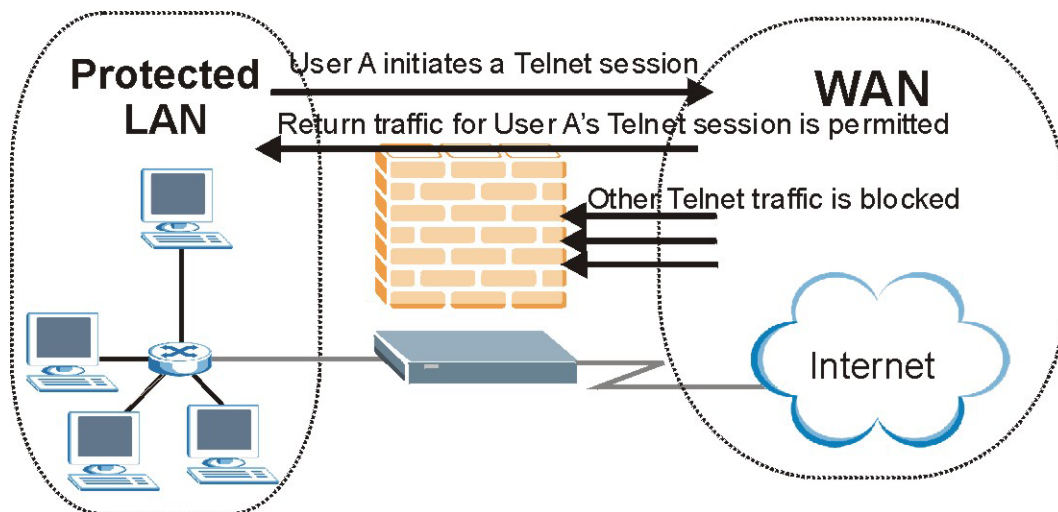 Protected
LAN
User A initiates a Telnet session
WAN
Return traffic for User A's Telnet session is permitted
Other Telnet traffic is blocked
Internet